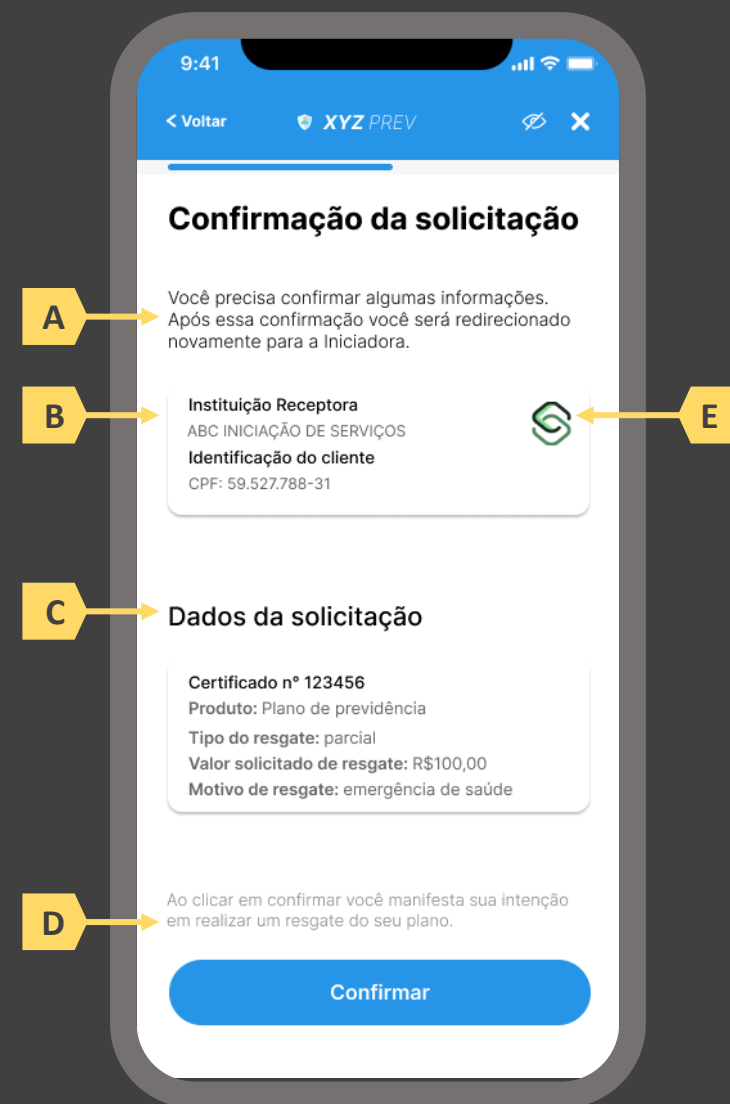 9:41
< Voltar
XYZ PREV
Confirmação da solicitação
A
Você precisa confirmar algumas informações.
Após essa confirmação você será redirecionado
novamente para a Iniciadora.
B
Instituição Receptora
ABC INICIAÇÃO DE SERVIÇOS
Identificação do cliente
CPF: 59.527.788-31
E
C
Dados da solicitação
Certificado n° 123456
Produto: Plano de previdência
Tipo do resgate: parcial
Valor solicitado de resgate: R$100,00
Motivo de resgate: emergência de saúde
D
Ao clicar em confirmar você manifesta sua intenção
em realizar um resgate do seu plano.
Confirmar